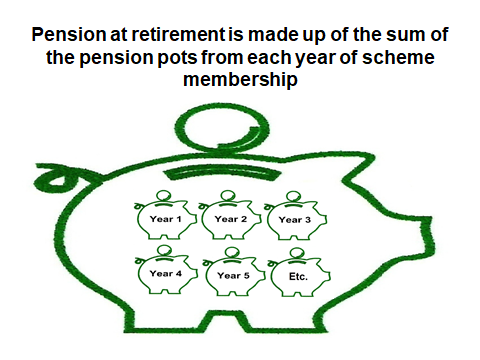 Pension at retirement is made up of the sum of
the pension pots from each year of scheme
membership
Year 1
Year 2
Year 3
Year 4
Year 5
Etc.